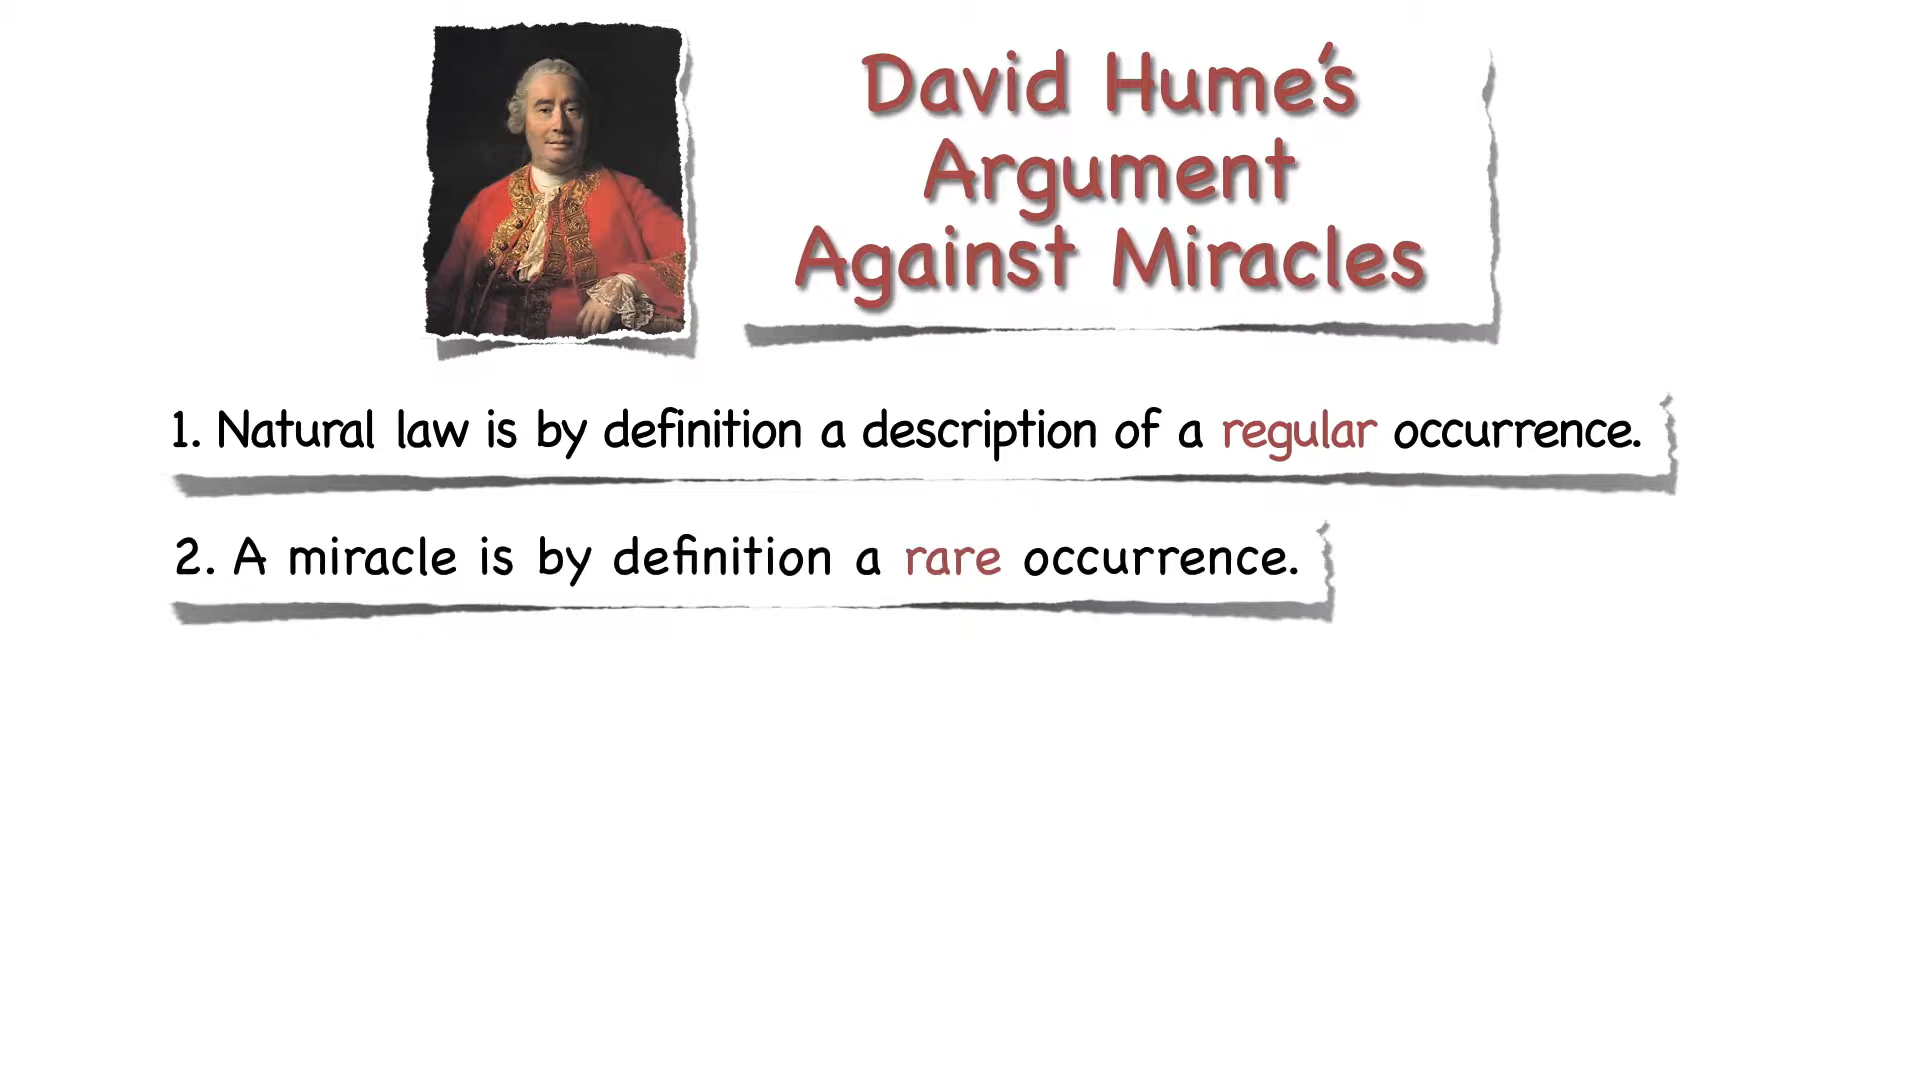 David Hume's
Argument
Against Miracles
1. Natural law is by definition a description of a regular occurrence.
2. A miracle is by definition a rare occurrence.